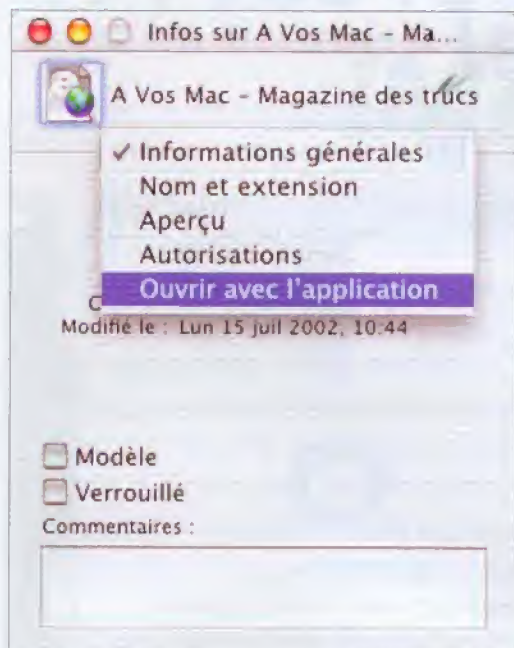 Infos sur A Vos Mac - Ma...
A Vos Mac - Magazine des trucs
✓ Informations générales
Nom et extension
Aperçu
Autorisations
Ouvrir avec l'application
C
Modifié le : Lun 15 juil 2002, 10:44
Modèle
Verrouillé
Commentaires :